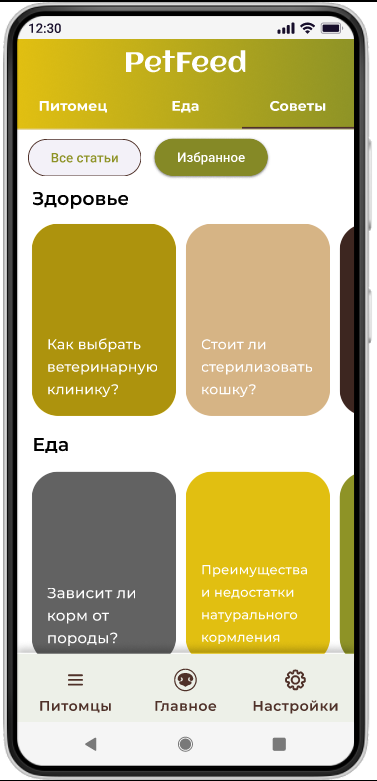 12:30
PetFeed
Питомец Еда Советы
Все статьи Избранное
Здоровье
Как выбрать
ветеринарную
клинику?
Стоит ли
стерилизовать
кошку?
Еда
Зависит ли
корм от
породы?
Преимущества
и недостатки
натурального
кормления
Питомцы Главное Настройки